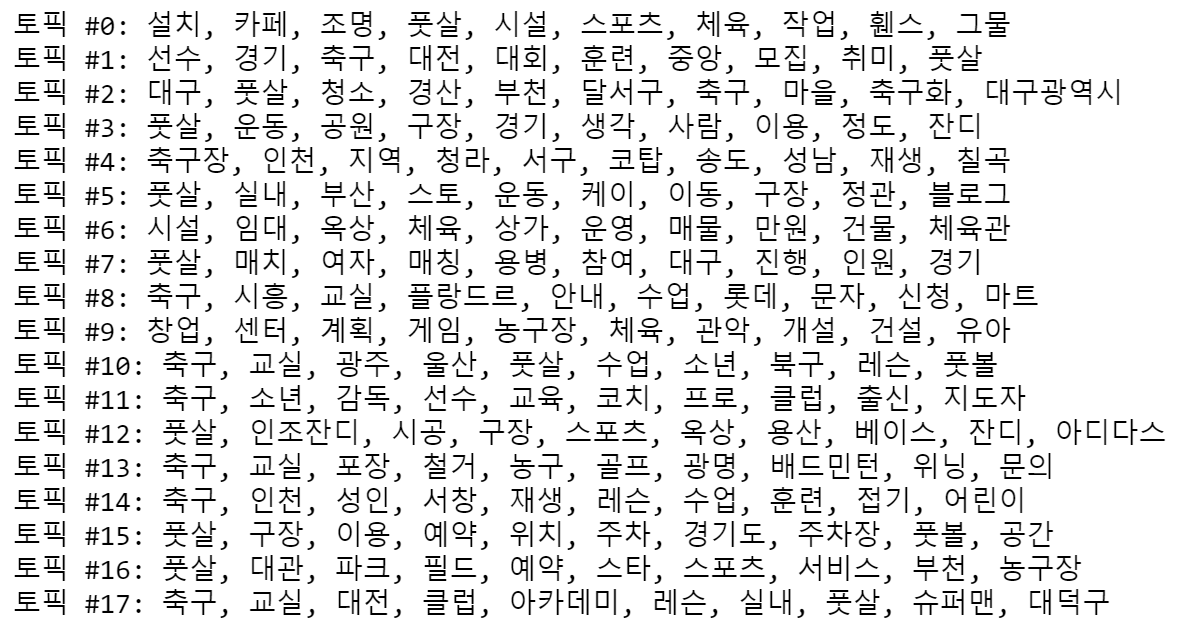 토픽 #0: 설치, 카페, 조명, 풋살, 시설, 스포츠, 체육, 작업, 휀스, 그물
토픽 #1: 선수, 경기, 축구, 대전, 대회, 훈련, 중앙, 모집, 취미, 풋살
토픽 #2: 대구, 풋살, 청소, 경산, 부천, 달서구, 축구, 마을, 축구화, 대구광역시
토픽 #3: 풋살, 운동, 공원, 구장, 경기, 생각, 사람, 이용, 정도, 잔디
토픽 #4: 축구장, 인천, 지역, 청라, 서구, 코탑, 송도, 성남, 재생, 칠곡
토픽 #5: 풋살, 실내, 부산, 스토, 운동, 케이, 이동, 구장, 정관, 블로그
토픽 #6: 시설, 임대, 옥상, 체육, 상가, 운영, 매물, 만원, 건물, 체육관
토픽 #7: 풋살, 매치, 여자, 매칭, 용병, 참여, 대구, 진행, 인원, 경기
토픽 #8: 축구, 시흥, 교실, 플랑드르, 안내, 수업, 롯데, 문자, 신청, 마트
토픽 #9: 창업, 센터, 계획, 게임, 농구장, 체육, 관악, 개설, 건설, 유아
토픽 #10: 축구, 교실, 광주, 울산, 풋살, 수업, 소년, 북구, 레슨, 풋볼
토픽 #11: 축구, 소년, 감독, 선수, 교육, 코치, 프로, 클럽, 출신, 지도자
토픽 #12: 풋살, 인조잔디, 시공, 구장, 스포츠, 옥상, 용산, 베이스, 잔디, 아디다스
토픽 #13: 축구, 교실, 포장, 철거, 농구, 골프, 광명, 배드민턴, 위닝, 문의
토픽 #14: 축구, 인천, 성인, 서창, 재생, 레슨, 수업, 훈련, 접기, 어린이
토픽 #15: 풋살, 구장, 이용, 예약, 위치, 주차, 경기도, 주차장, 풋볼, 공간
토픽 #16: 풋살, 대관, 파크, 필드, 예약, 스타, 스포츠, 서비스, 부천, 농구장
토픽 #17: 축구, 교실, 대전, 클럽, 아카데미, 레슨, 실내, 풋살, 슈퍼맨, 대덕구